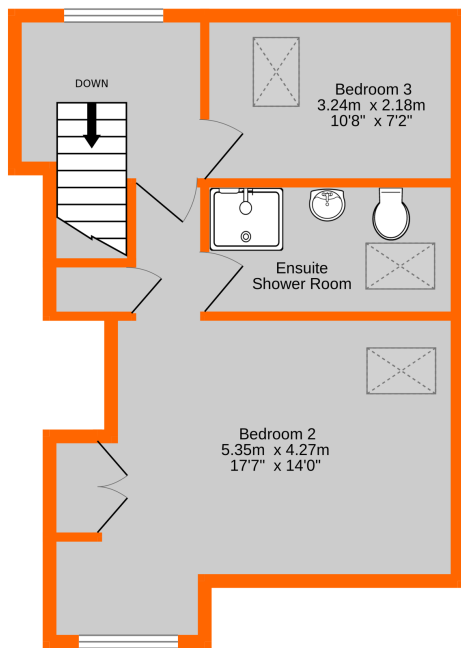 DOWN
Bedroom 3
3.24m x 2.18m
10'8" x 7'2"
Ensuite
Shower Room
Bedroom 2
5.35m x 4.27m
17'7" x 14'0"